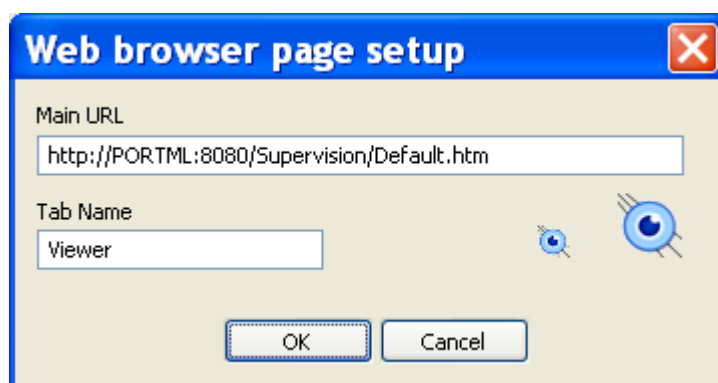 Web browser page setup
Main URL
http://PORTML:8080/Supervision/Default.htm
Tab Name
Viewer
OK
Cancel